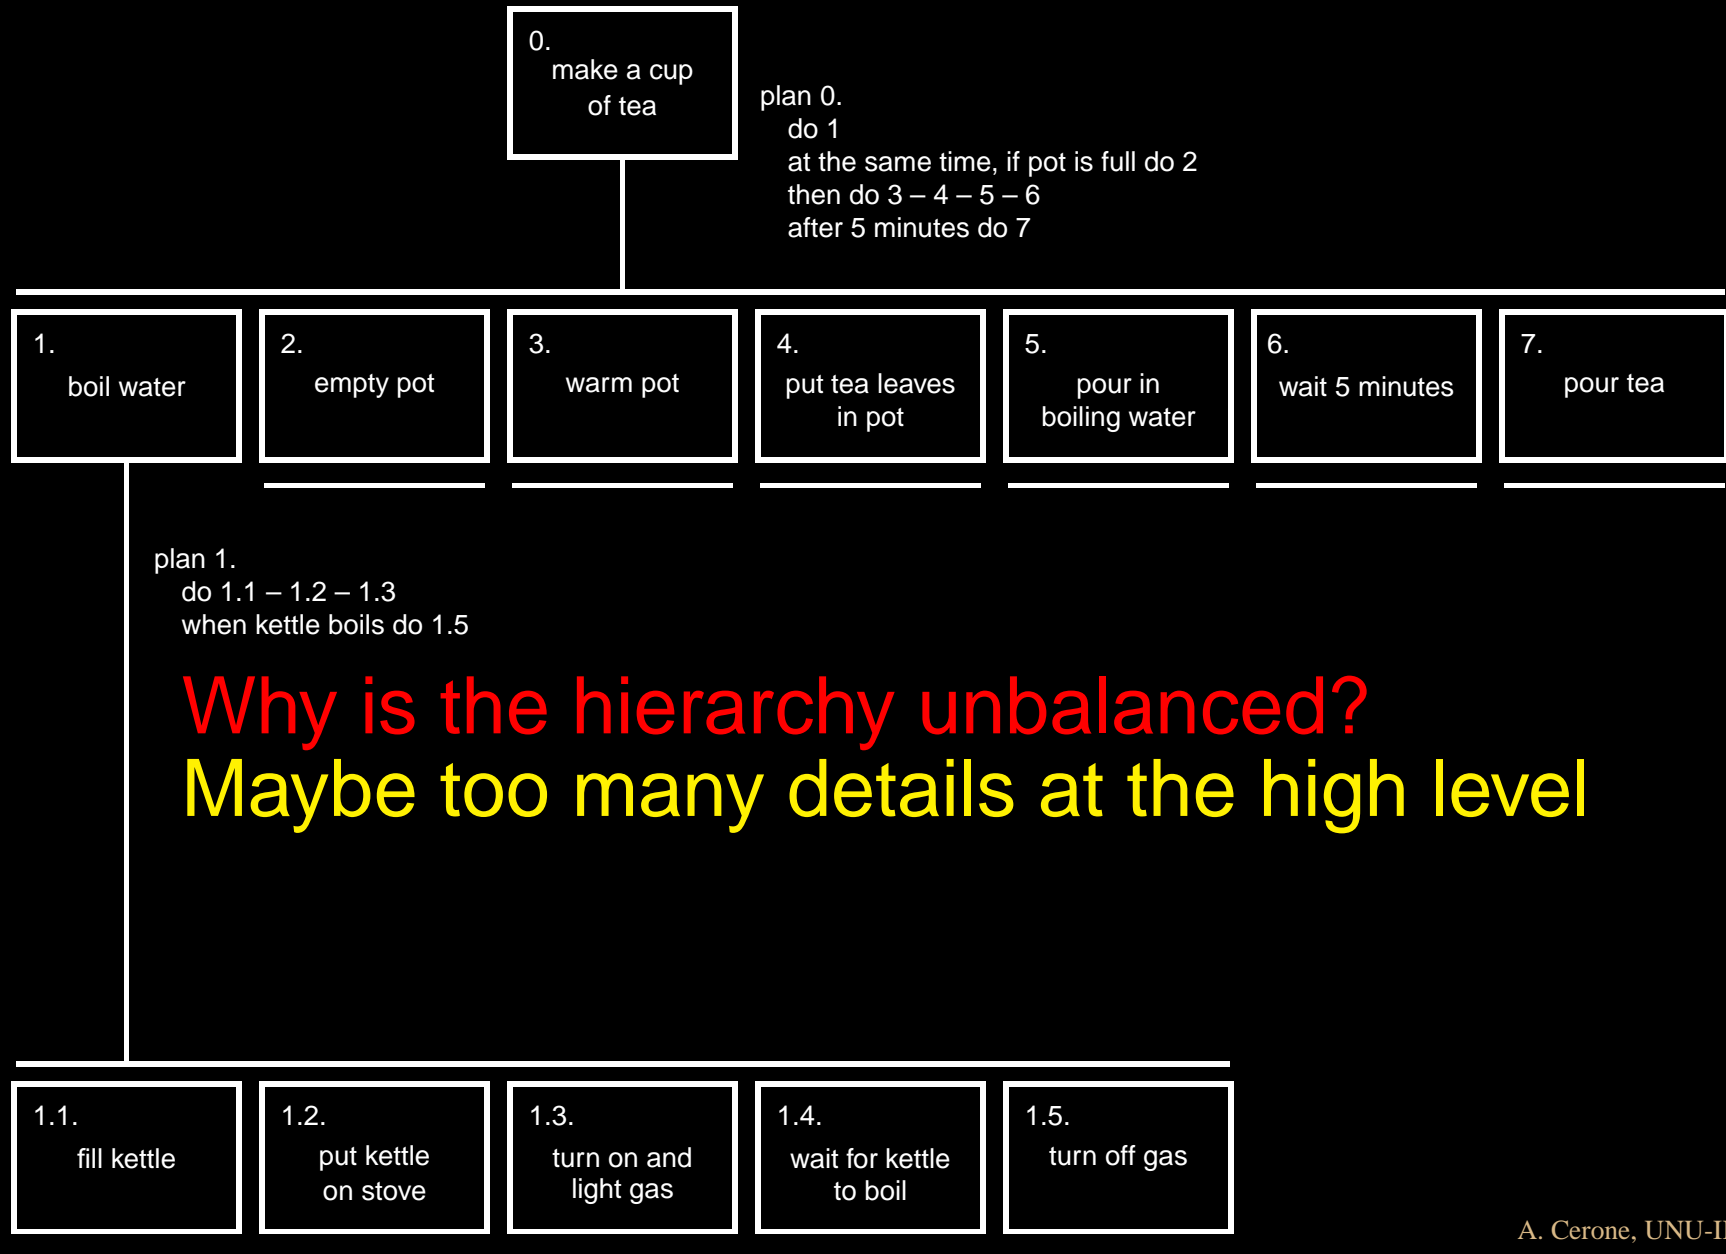 0.
make a cup
of tea
plan 0.
do 1
at the same time, if pot is full do 2
then do 3 – 4 – 5 – 6
after 5 minutes do 7
1.
boil water
2.
empty pot
3.
warm pot
4.
put tea leaves
in pot
5.
pour in
boiling water
6.
wait 5 minutes
7.
pour tea
plan 1.
do 1.1 – 1.2 – 1.3
when kettle boils do 1.5
Why is the hierarchy unbalanced?
Maybe too many details at the high level
1.1.
fill kettle
1.2.
put kettle
on stove
1.3.
turn on and
light gas
1.4.
wait for kettle
to boil
1.5.
turn off gas
A. Cerone,